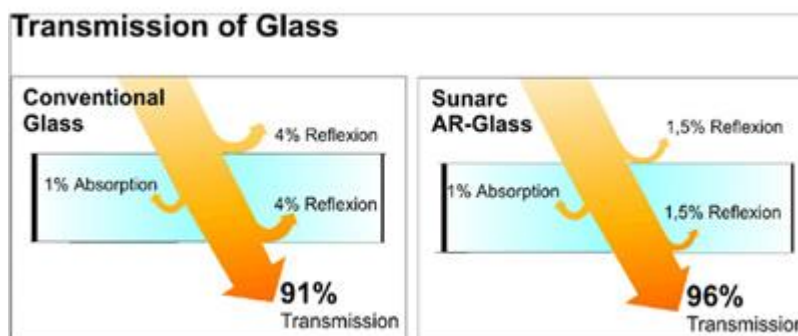 Transmission of Glass
Conventional
Glass
4% Reflexion
1% Absorption
4% Reflexion
91%
Transmission
Sunarc
AR-Glass
1,5% Reflexion
1% Absorption
1,5% Reflexion
96%
Transmission